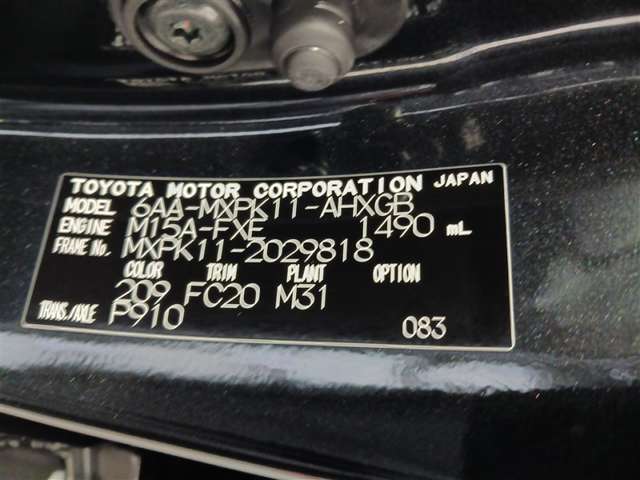 TOYOTA MOTOR CORPORATION JAPAN
MODEL 6AA-MXPK11-AHXGB
ENGINE M15A-FXE 1490 mL
FRAME No. MXPK11-2029818
COLOR TRIM PLANT OPTION
209 FC20 M31
TRANS./AXLE P910 083